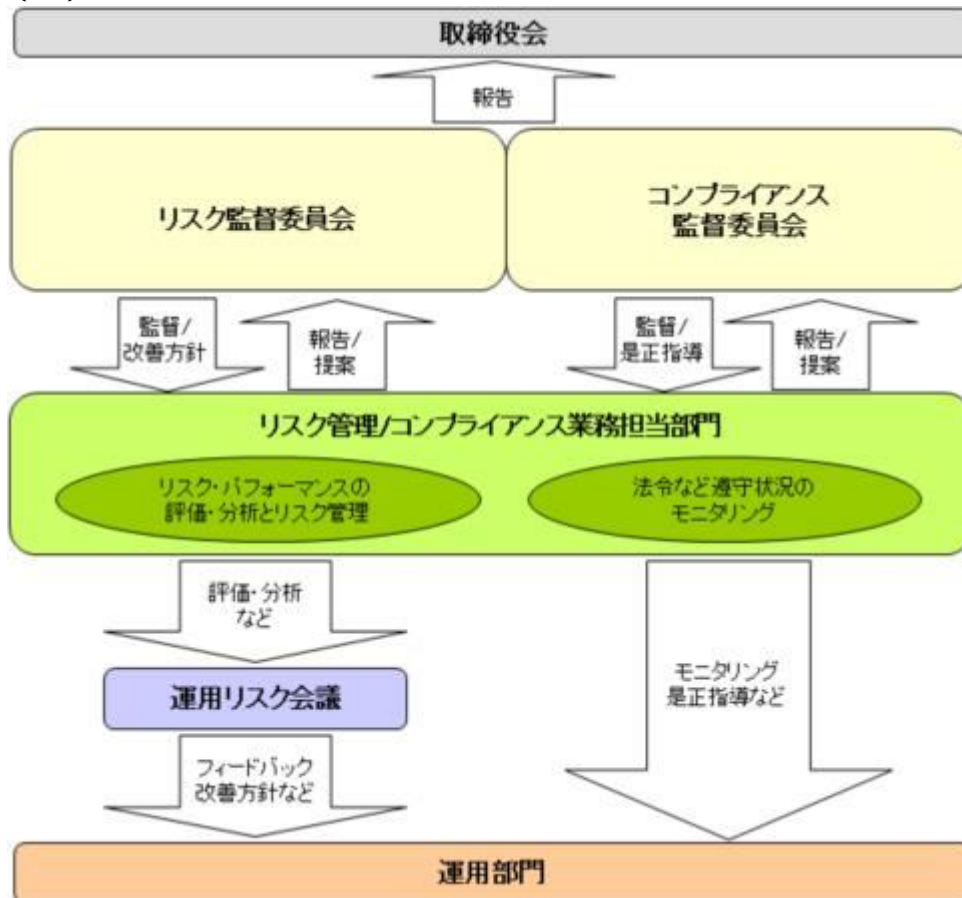 取締役会
報告
リスク監督委員会
コンプライアンス
監督委員会
監督/
改善方針
報告/
提案
監督/
是正指導
報告/
提案
リスク管理/コンプライアンス業務担当部門
リスク・パフォーマンスの
評価・分析とリスク管理
法令など遵守状況の
モニタリング
評価・分析
など
運用リスク会議
フィードバック
改善方針など
モニタリング
是正指導など
運用部門